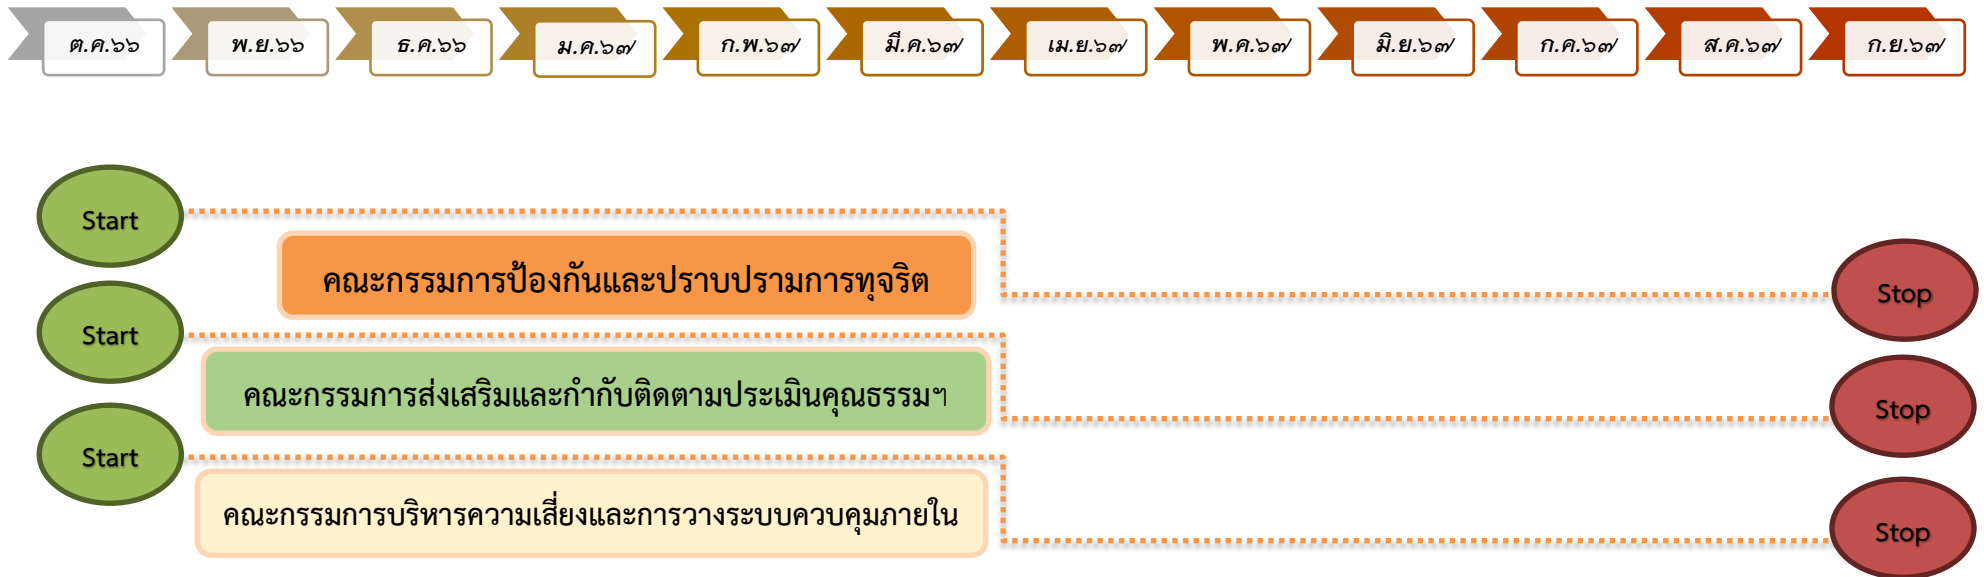 ต.ค.๖๖ พ.ย.๖๖ ธ.ค.๖๖ ม.ค.๖๗ ก.พ.๖๗ มี.ค.๖๗ เม.ย.๖๗ พ.ค.๖๗ มิ.ย.๖๗ ก.ค.๖๗ ส.ค.๖๗ ก.ย.๖๗
Start
คณะกรรมการป้องกันและปราบปรามการทุจริต
Stop
Start
คณะกรรมการส่งเสริมและกำกับติดตามประเมินคุณธรรมฯ
Stop
Start
คณะกรรมการบริหารความเสี่ยงและการวางระบบควบคุมภายใน
Stop